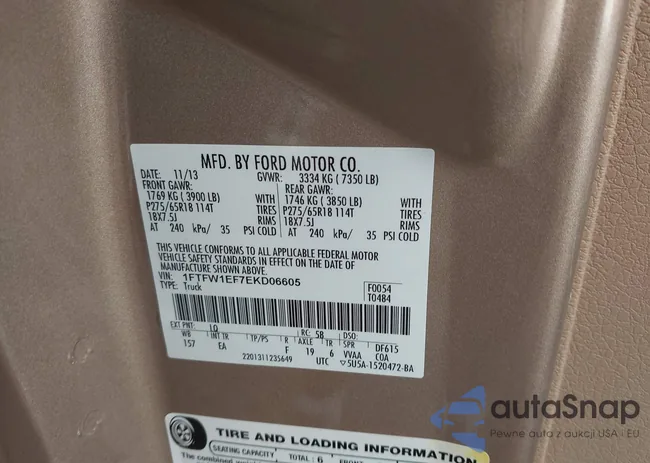 MFD. BY FORD MOTOR CO.
DATE: 11/13 GVWR: 3334 KG ( 7350 LB)
FRONT GAWR: REAR GAWR:
1769 KG ( 3900 LB) WITH 1746 KG ( 3850 LB) WITH
P275/65R18 114T TIRES P275/65R18 114T TIRES
18X7.5J RIMS 18X7.5J RIMS
AT 240 kPa/ 35 PSI COLD AT 240 kPa/ 35 PSI COLD
THIS VEHICLE CONFORMS TO ALL APPLICABLE FEDERAL MOTOR
VEHICLE SAFETY STANDARDS IN EFFECT ON THE DATE OF
MANUFACTURE SHOWN ABOVE.
VIN: 1FTFW1EF7EKD06605 F0054
TYPE: Truck T0484
EXT PNT: LQ RC: 58 DSO:
WB INT TR TP/PS R AXLE TR SPR DF615
157 EA F 19 6 VVAA COA
2201311235649 UTC ▽5U5A-1520472-BA
TIRE AND LOADING INFORMATION
SEATING CAPACITY TOTAL 6
The combined
autoSnap
Pewne auto z aukcji USA i EU